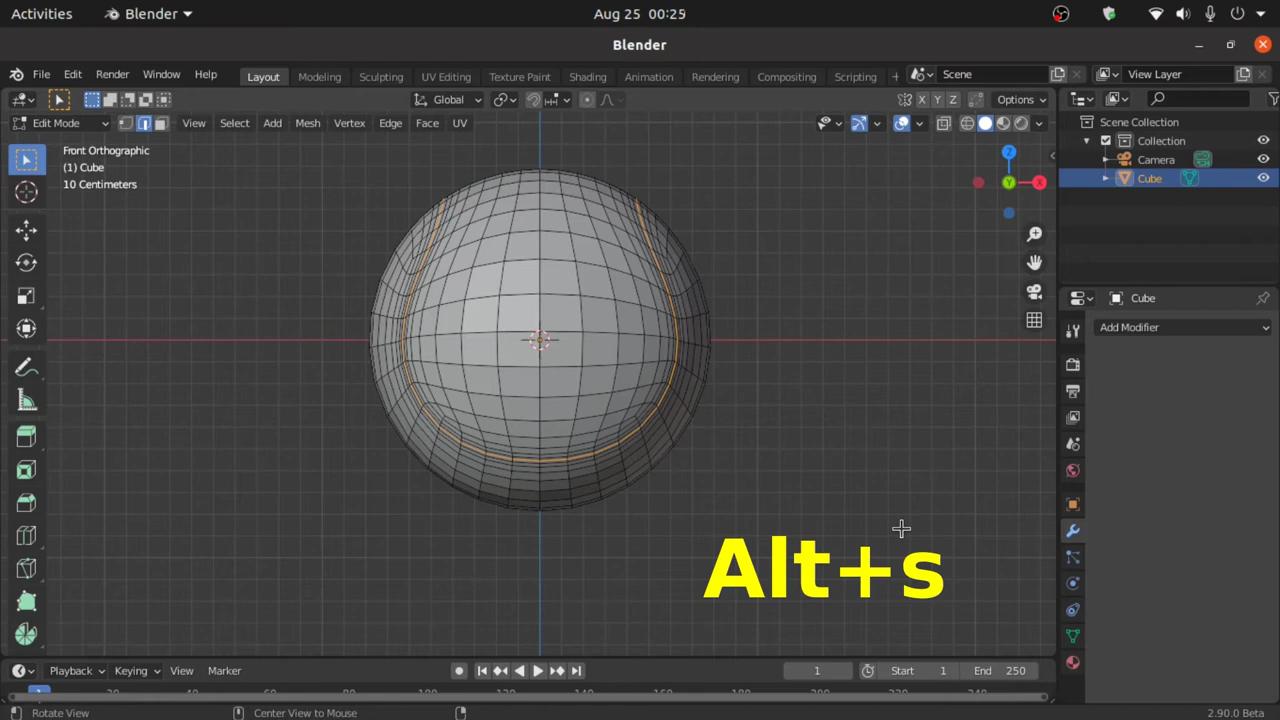 Activities
Blender
Aug 25 00:25
Blender
File Edit Render Window Help
Layout Modeling Sculpting UV Editing Texture Paint Shading Animation Rendering Compositing Scripting +
Scene
View Layer
Global
X Y Z
Options
Edit Mode
View Select Add Mesh Vertex Edge Face UV
Front Orthographic
(1) Cube
10 Centimeters
Z
Y
X
Scene Collection
Collection
Camera
Cube
Cube
Add Modifier
Alt+s
Playback Keying View Marker
1
Start 1
End 250
1
Rotate View
Center View to Mouse
2.90.0 Beta